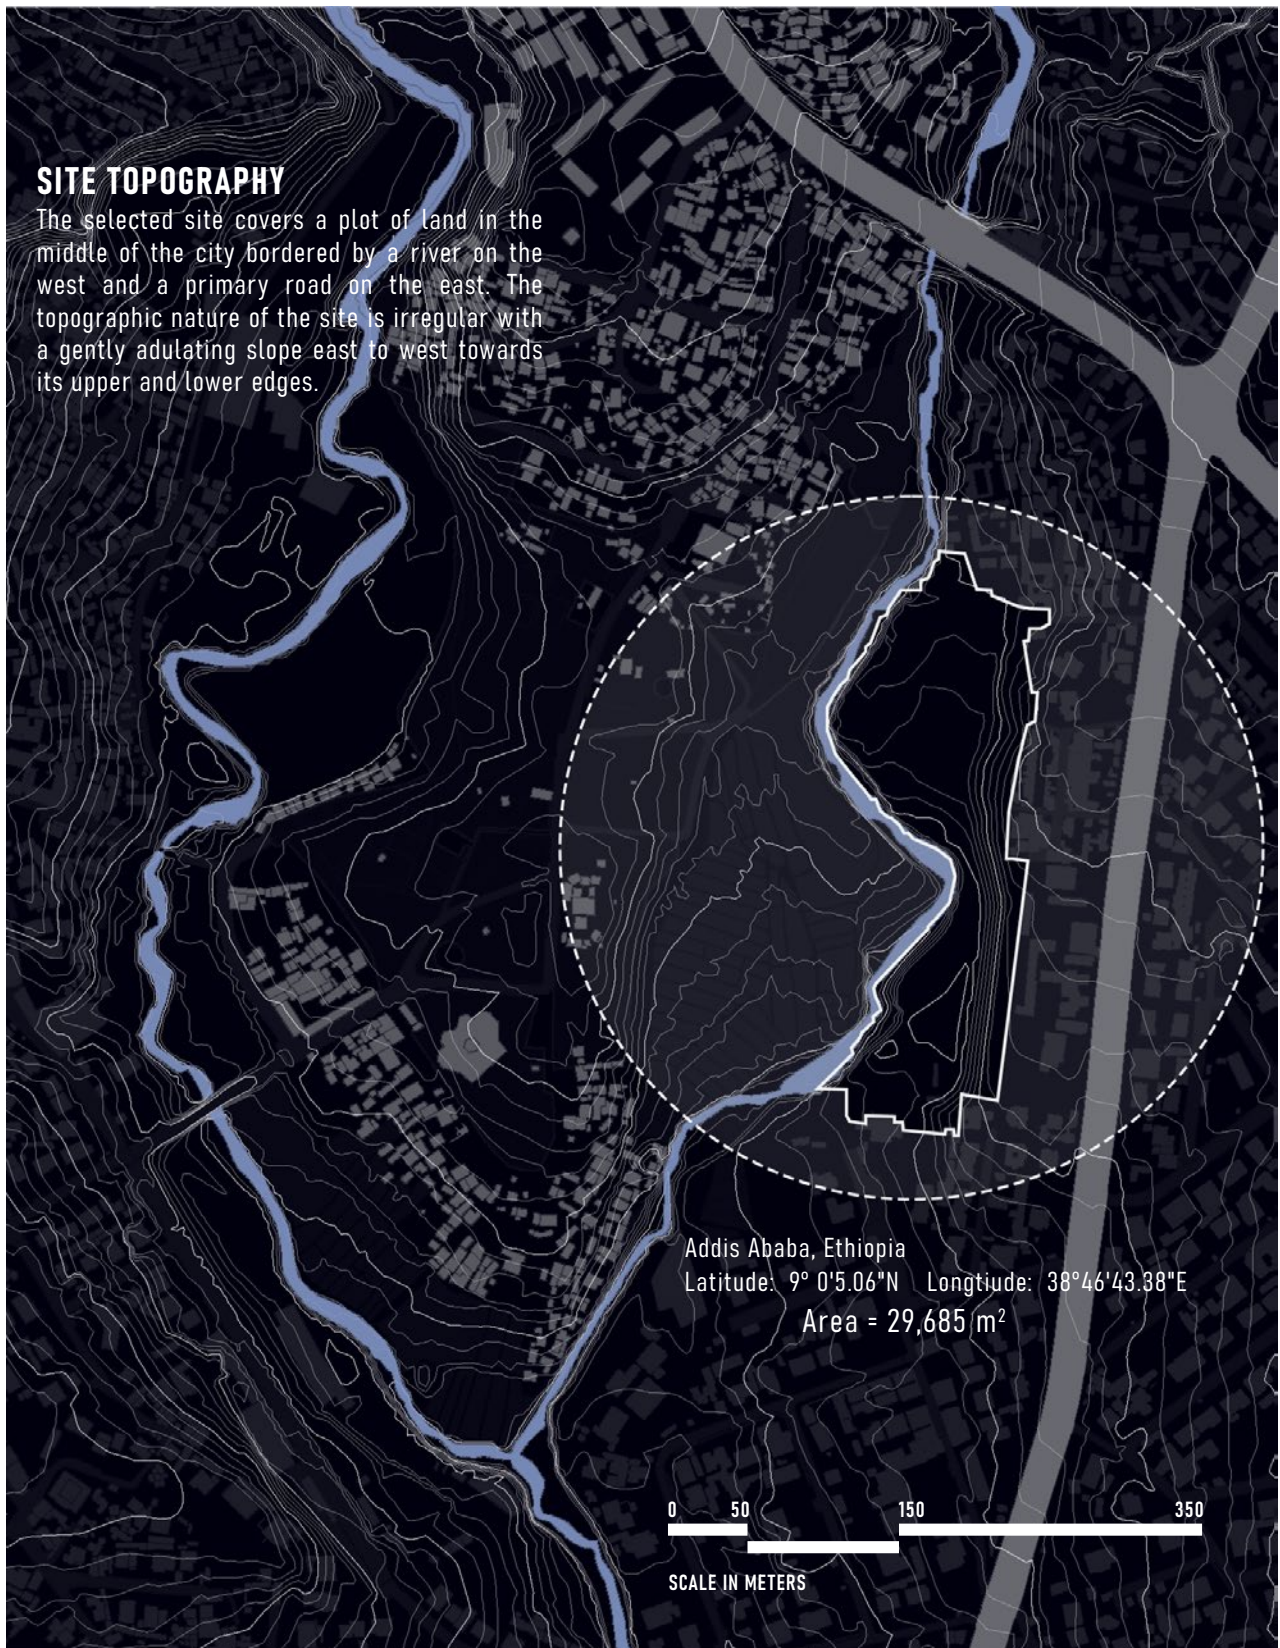 SITE TOPOGRAPHY
The selected site covers a plot of land in the
middle of the city bordered by a river on the
west and a primary road on the east. The
topographic nature of the site is irregular with
a gently adulating slope east to west towards
its upper and lower edges.
Addis Ababa, Ethiopia
Latitude: 9° 0'5.06"N Longtiude: 38°46'43.38"E
Area = 29,685 m²
0 50 150 350
SCALE IN METERS